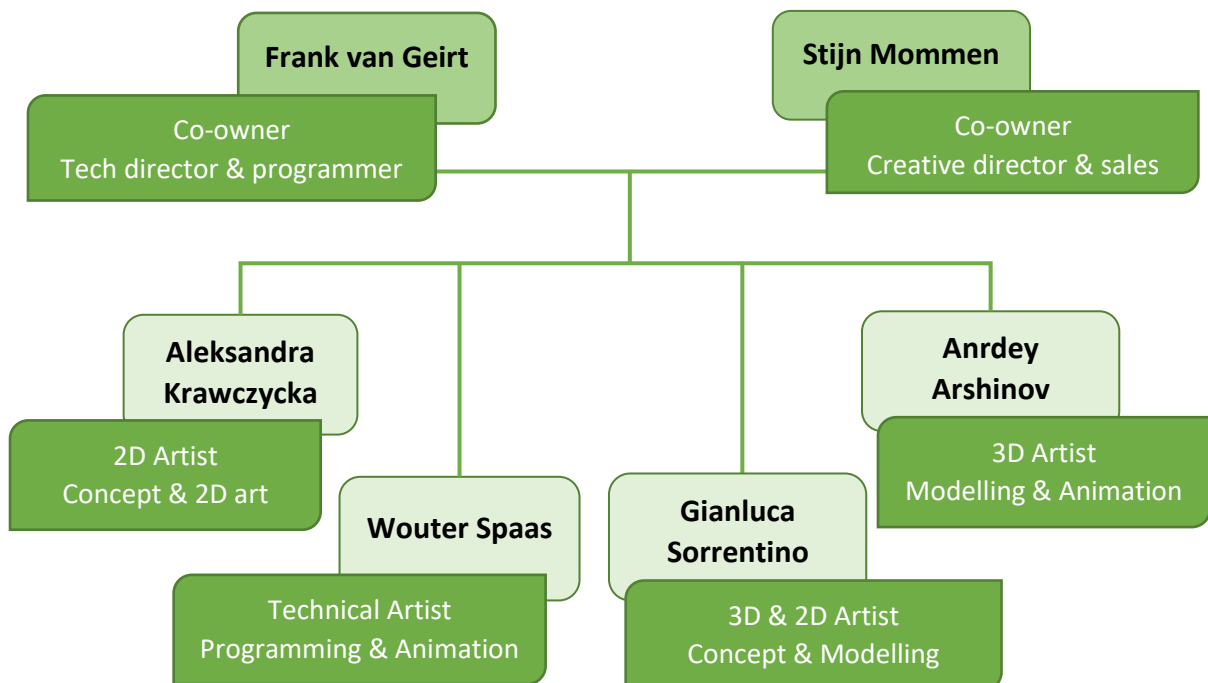 Frank van Geirt
Co-owner
Tech director & programmer
Stijn Mommen
Co-owner
Creative director & sales
Aleksandra
Krawczycka
2D Artist
Concept & 2D art
Wouter Spaas
Technical Artist
Programming & Animation
Gianluca
Sorrentino
3D & 2D Artist
Concept & Modelling
Anrdey
Arshinov
3D Artist
Modelling & Animation